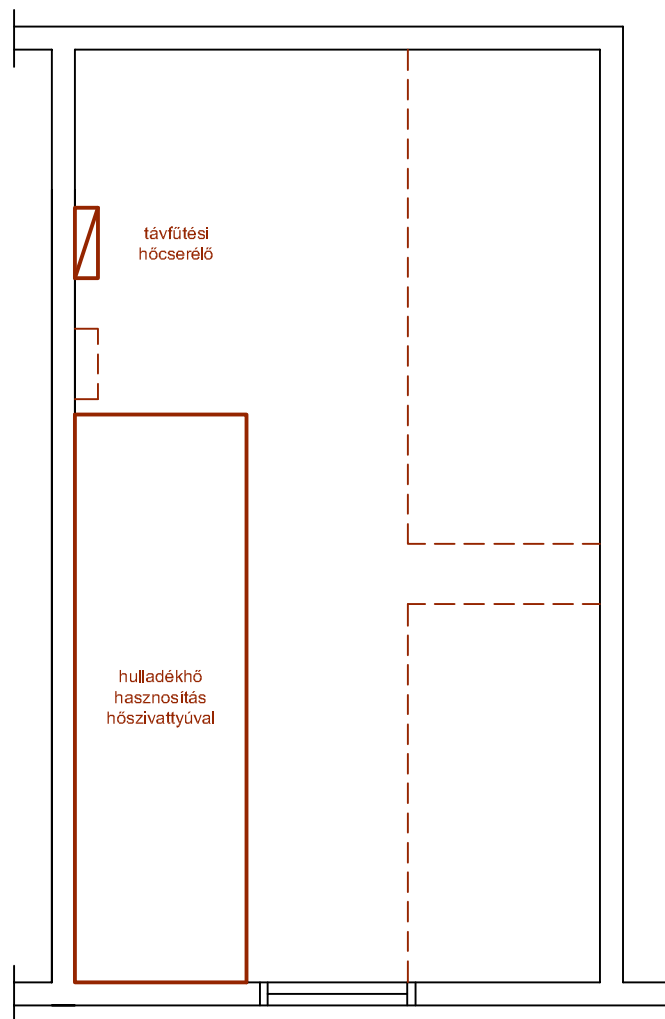 távfűtési
hőcserélő
hulladékhő
hasznosítás
hőszivattyúval